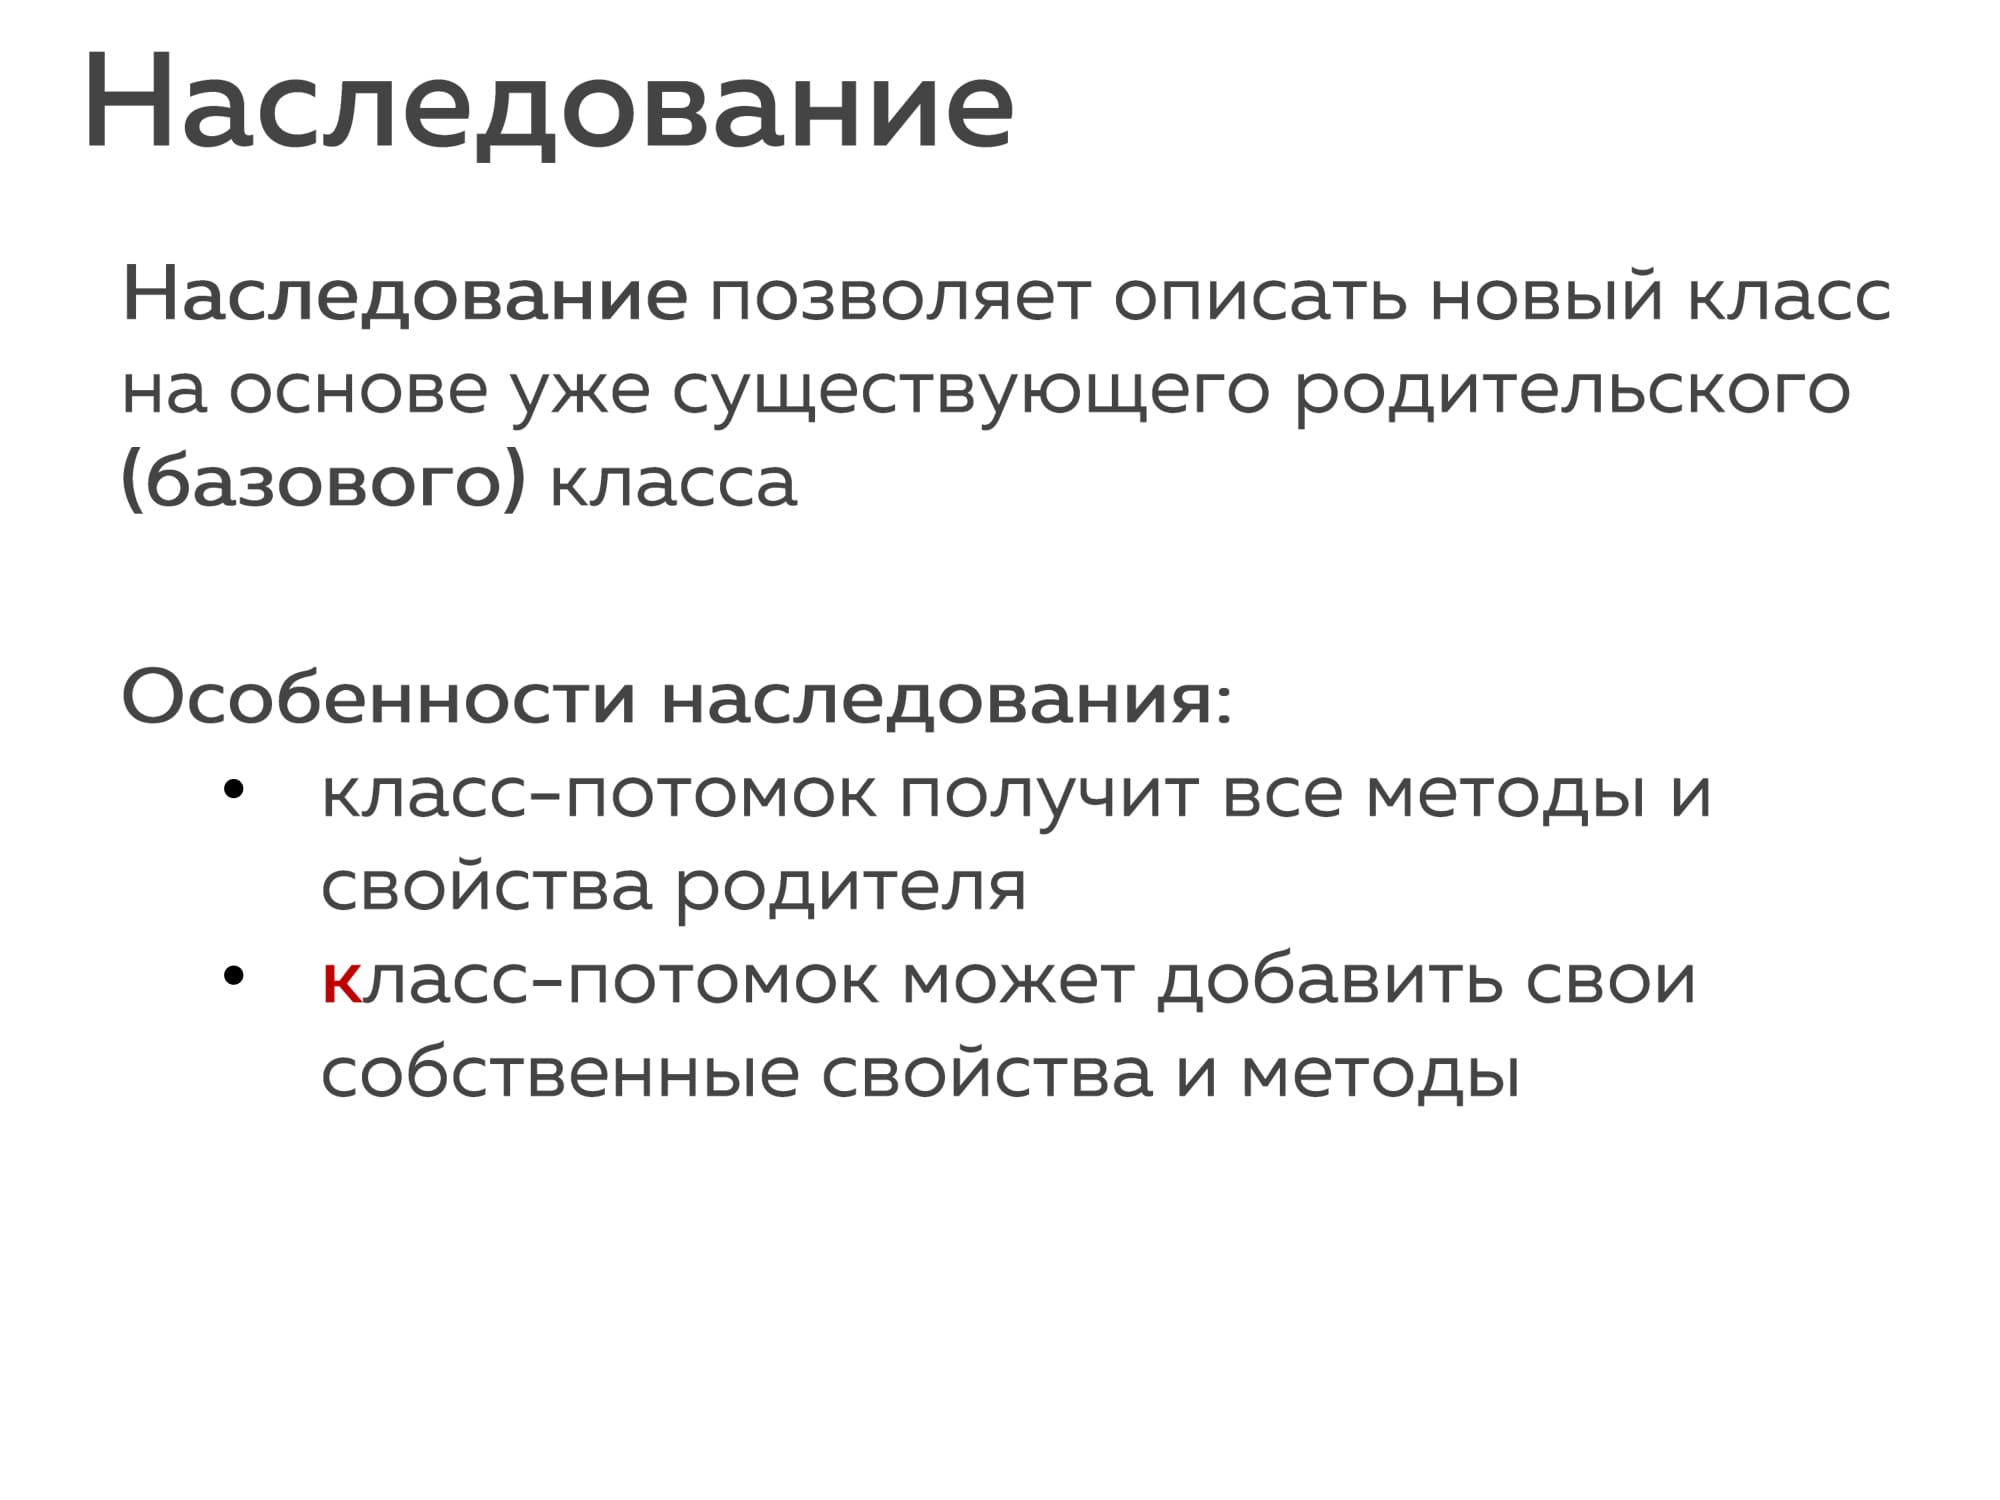 Наследование
Наследование позволяет описать новый класс
на основе уже существующего родительского
(базового) класса
Особенности наследования:
• класс-потомок получит все методы и
свойства родителя
• класс-потомок может добавить свои
собственные свойства и методы